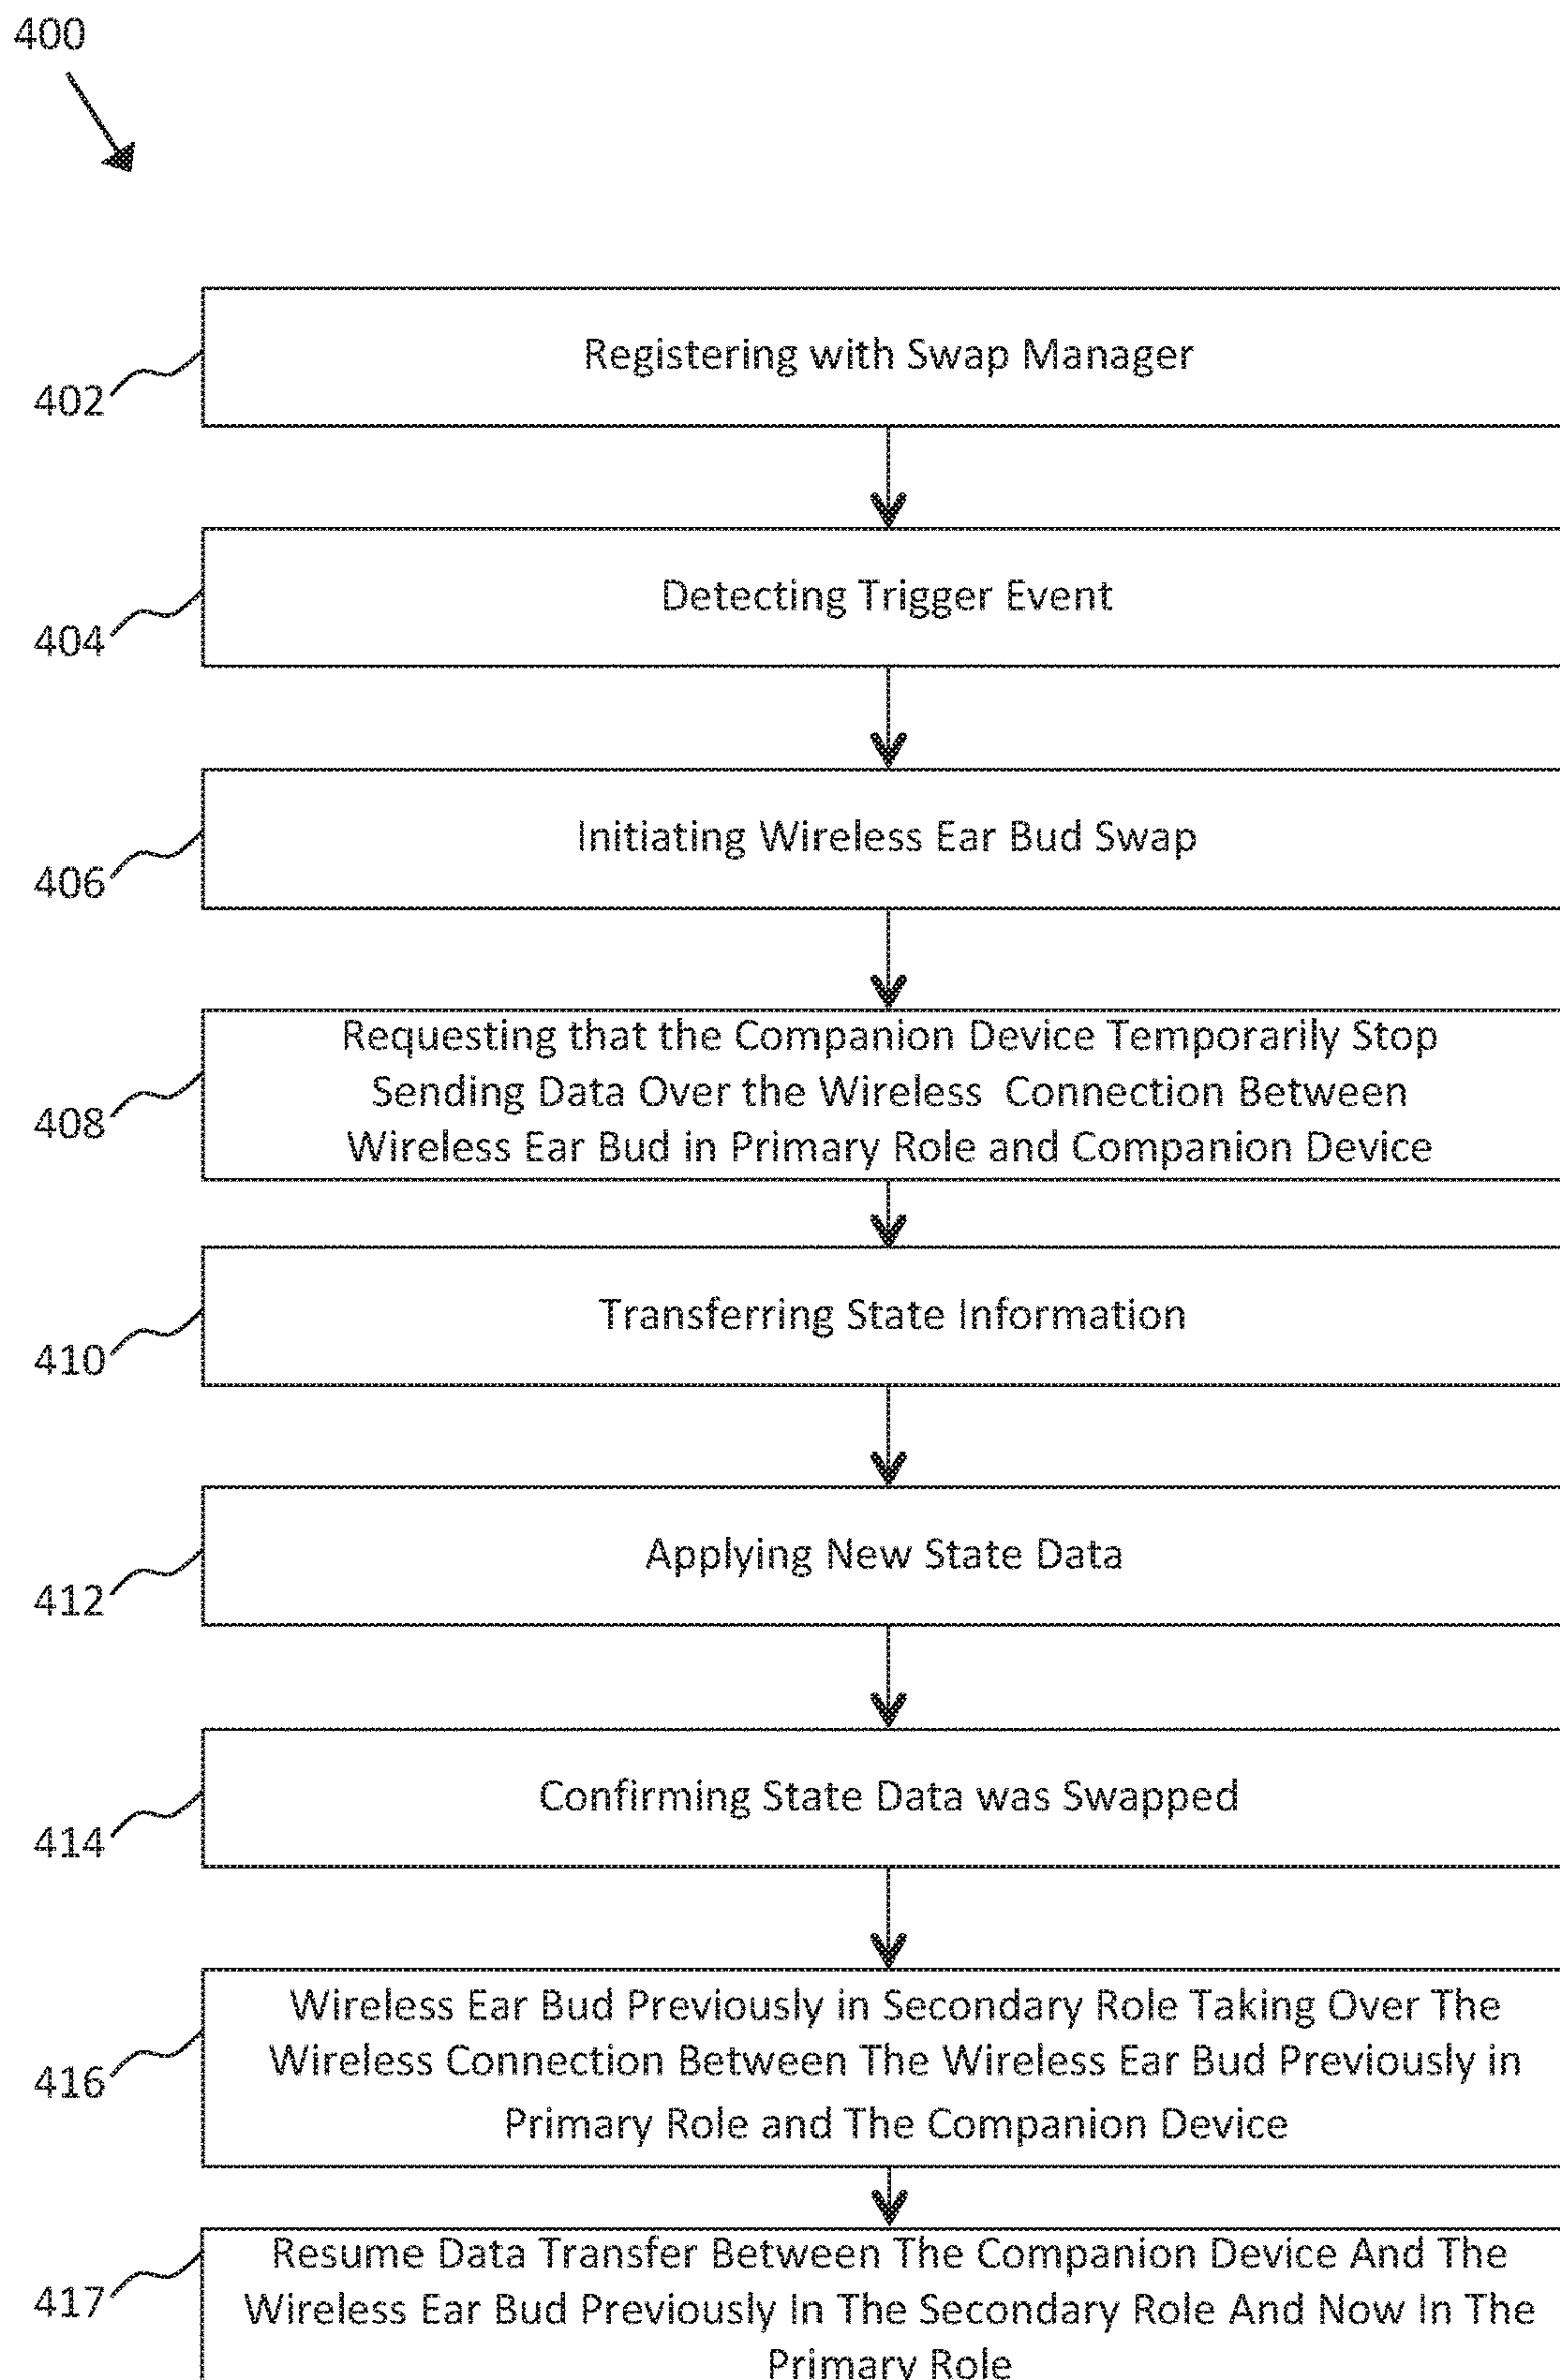 400
Registering with Swap Manager
402
Detecting Trigger Event
404
Initiating Wireless Ear Bud Swap
406
Requesting that the Companion Device Temporarily Stop
Sending Data Over the Wireless Connection Between
Wireless Ear Bud in Primary Role and Companion Device
408
Transferring State Information
410
Applying New State Data
412
Confirming State Data was Swapped
414
Wireless Ear Bud Previously in Secondary Role Taking Over The
Wireless Connection Between The Wireless Ear Bud Previously in
Primary Role and The Companion Device
416
Resume Data Transfer Between The Companion Device And The
Wireless Ear Bud Previously In The Secondary Role And Now In The
Primary Role
417